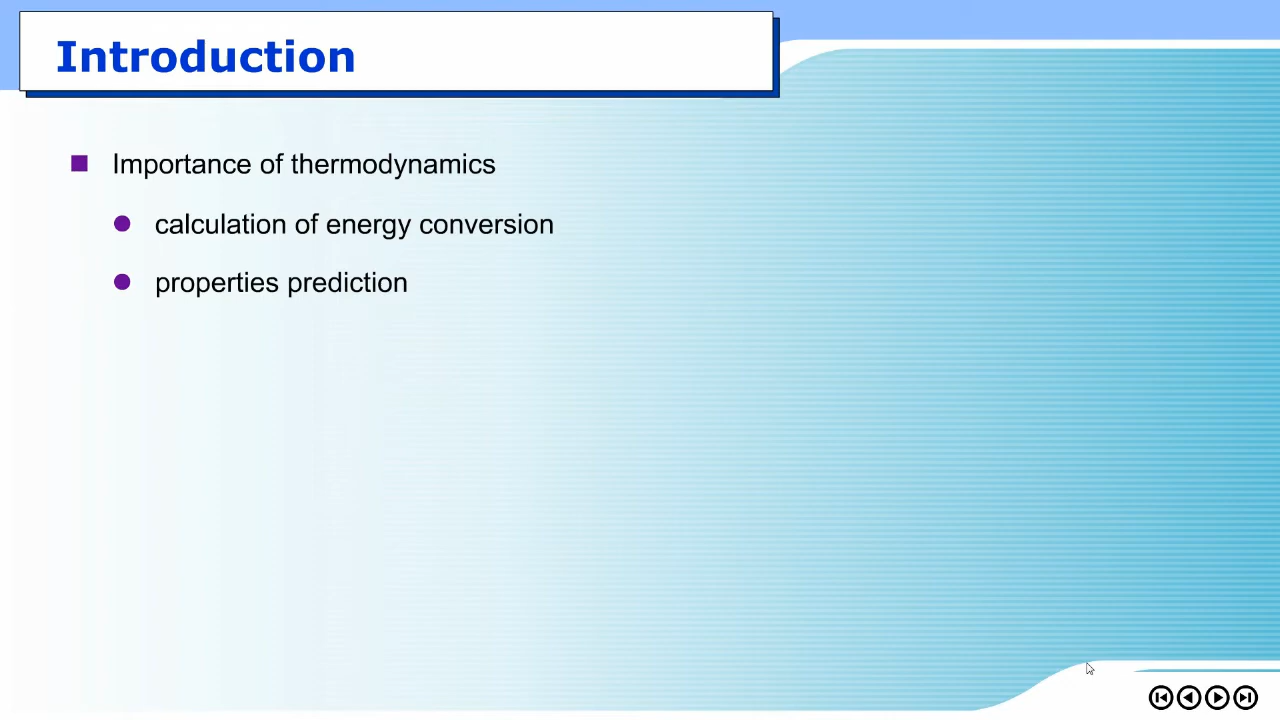 Introduction
Importance of thermodynamics
calculation of energy conversion
properties prediction